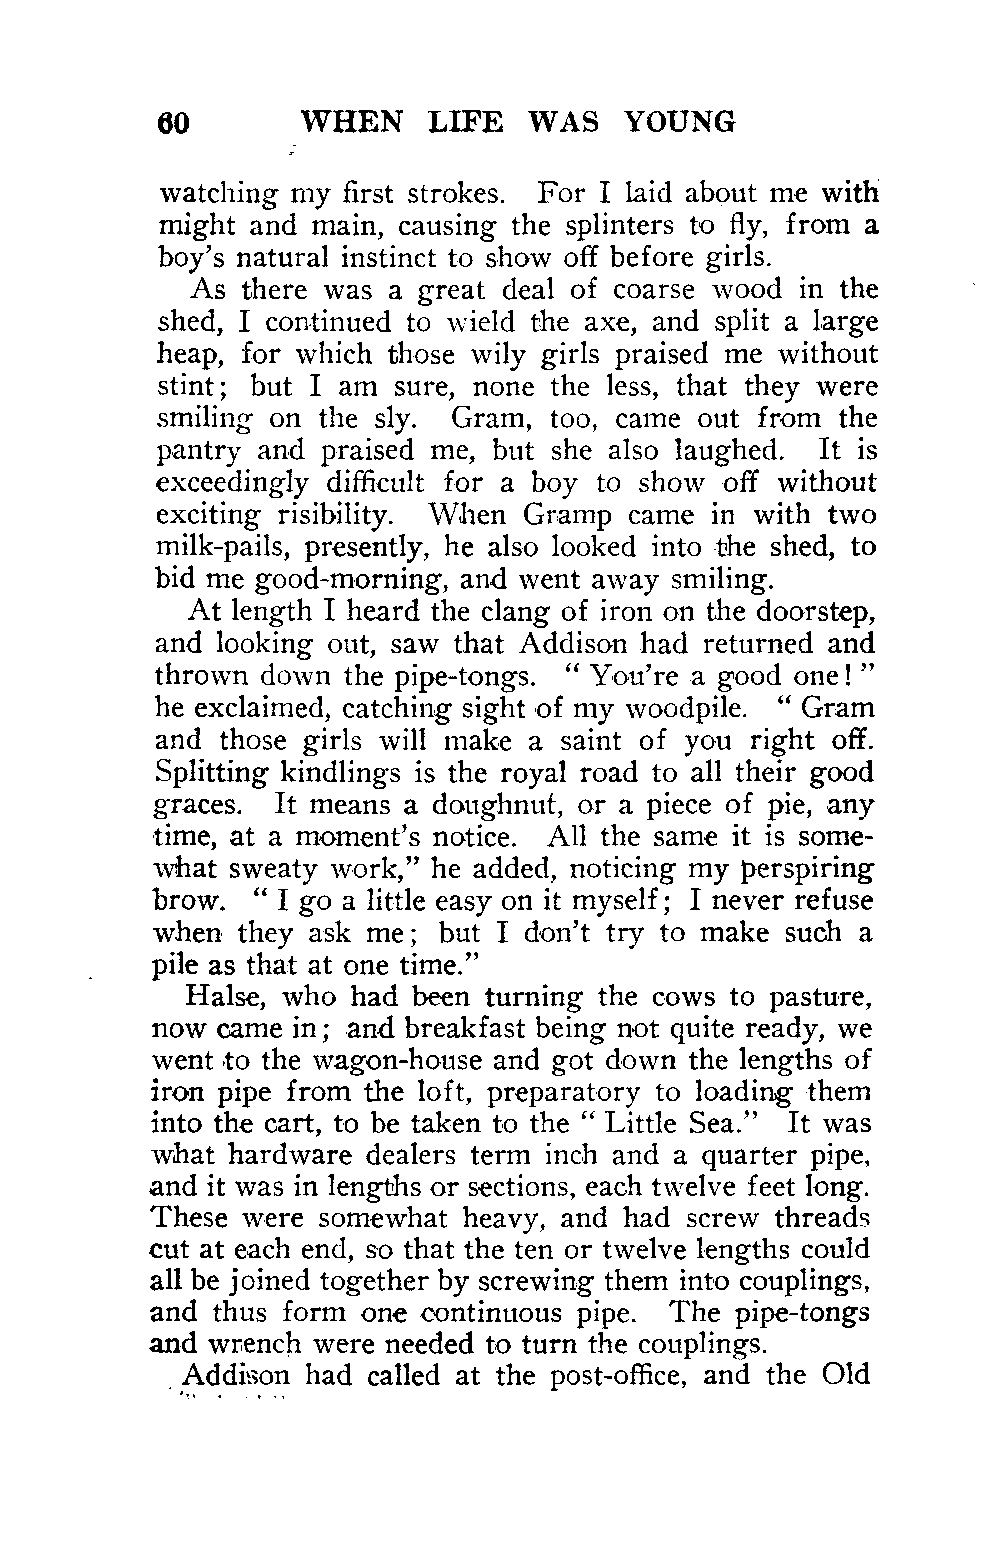 60 WHEN LIFE WAS YOUNG
watching my first strokes. For I laid about me with
might and main, causing the splinters to fly, from a
boy's natural instinct to show off before girls.
As there was a great deal of coarse wood in the
shed, I continued to wield the axe, and split a large
heap, for which those wily girls praised me without
stint; but I am sure, none the less, that they were
smiling on the sly. Gram, too, came out from the
pantry and praised me, but she also laughed. It is
exceedingly difficult for a boy to show off without
exciting risibility. When Gramp came in with two
milk-pails, presently, he also looked into the shed, to
bid me good-morning, and went away smiling.
At length I heard the clang of iron on the doorstep,
and looking out, saw that Addison had returned and
thrown down the pipe-tongs. " You're a good one! "
he exclaimed, catching sight of my woodpile. " Gram
and those girls will make a saint of you right off.
Splitting kindlings is the royal road to all their good
graces. It means a doughnut, or a piece of pie, any
time, at a moment's notice. All the same it is some-
what sweaty work," he added, noticing my perspiring
brow. " I go a little easy on it myself; I never refuse
when they ask me; but I don't try to make such a
pile as that at one time."
Halse, who had been turning the cows to pasture,
now came in; and breakfast being not quite ready, we
went to the wagon-house and got down the lengths of
iron pipe from the loft, preparatory to loading them
into the cart, to be taken to the " Little Sea." It was
what hardware dealers term inch and a quarter pipe,
and it was in lengths or sections, each twelve feet long.
These were somewhat heavy, and had screw threads
cut at each end, so that the ten or twelve lengths could
all be joined together by screwing them into couplings,
and thus form one continuous pipe. The pipe-tongs
and wrench were needed to turn the couplings.
Addison had called at the post-office, and the Old